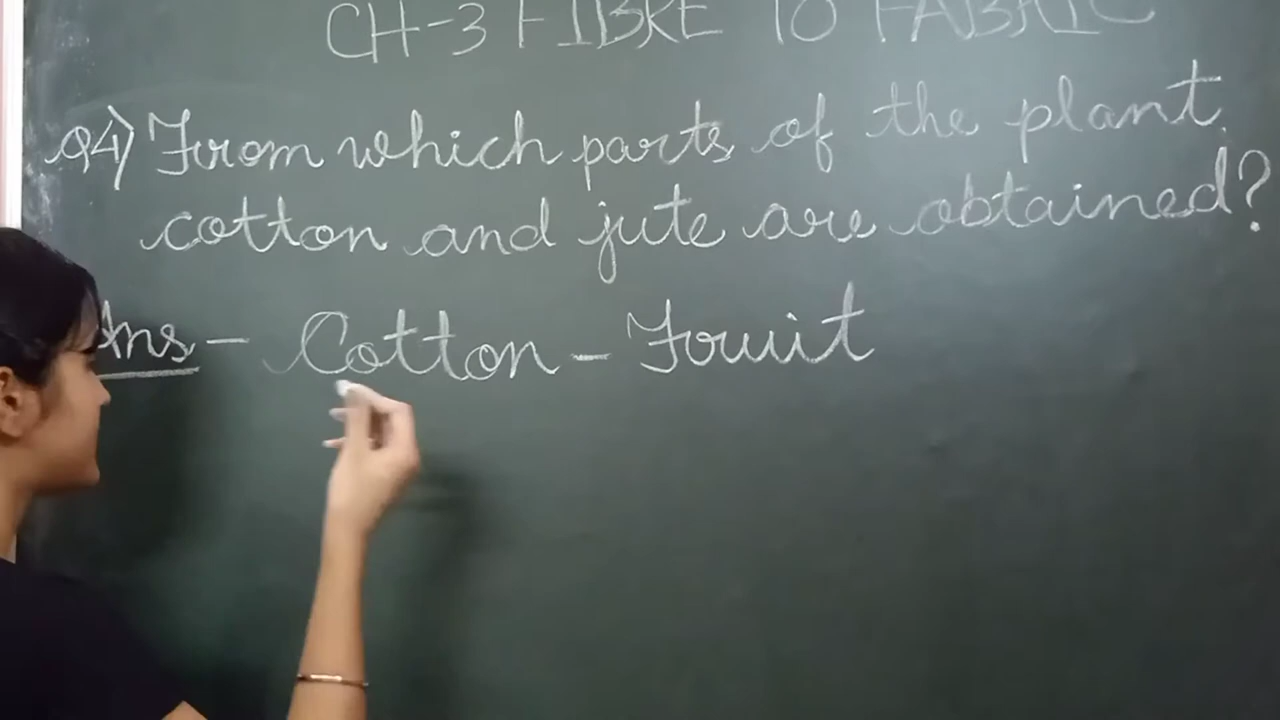 CH-3 FIBRE TO FABRIC
Q4) From which parts of the plant
cotton and jute are obtained?
Ans - Cotton - Fruit